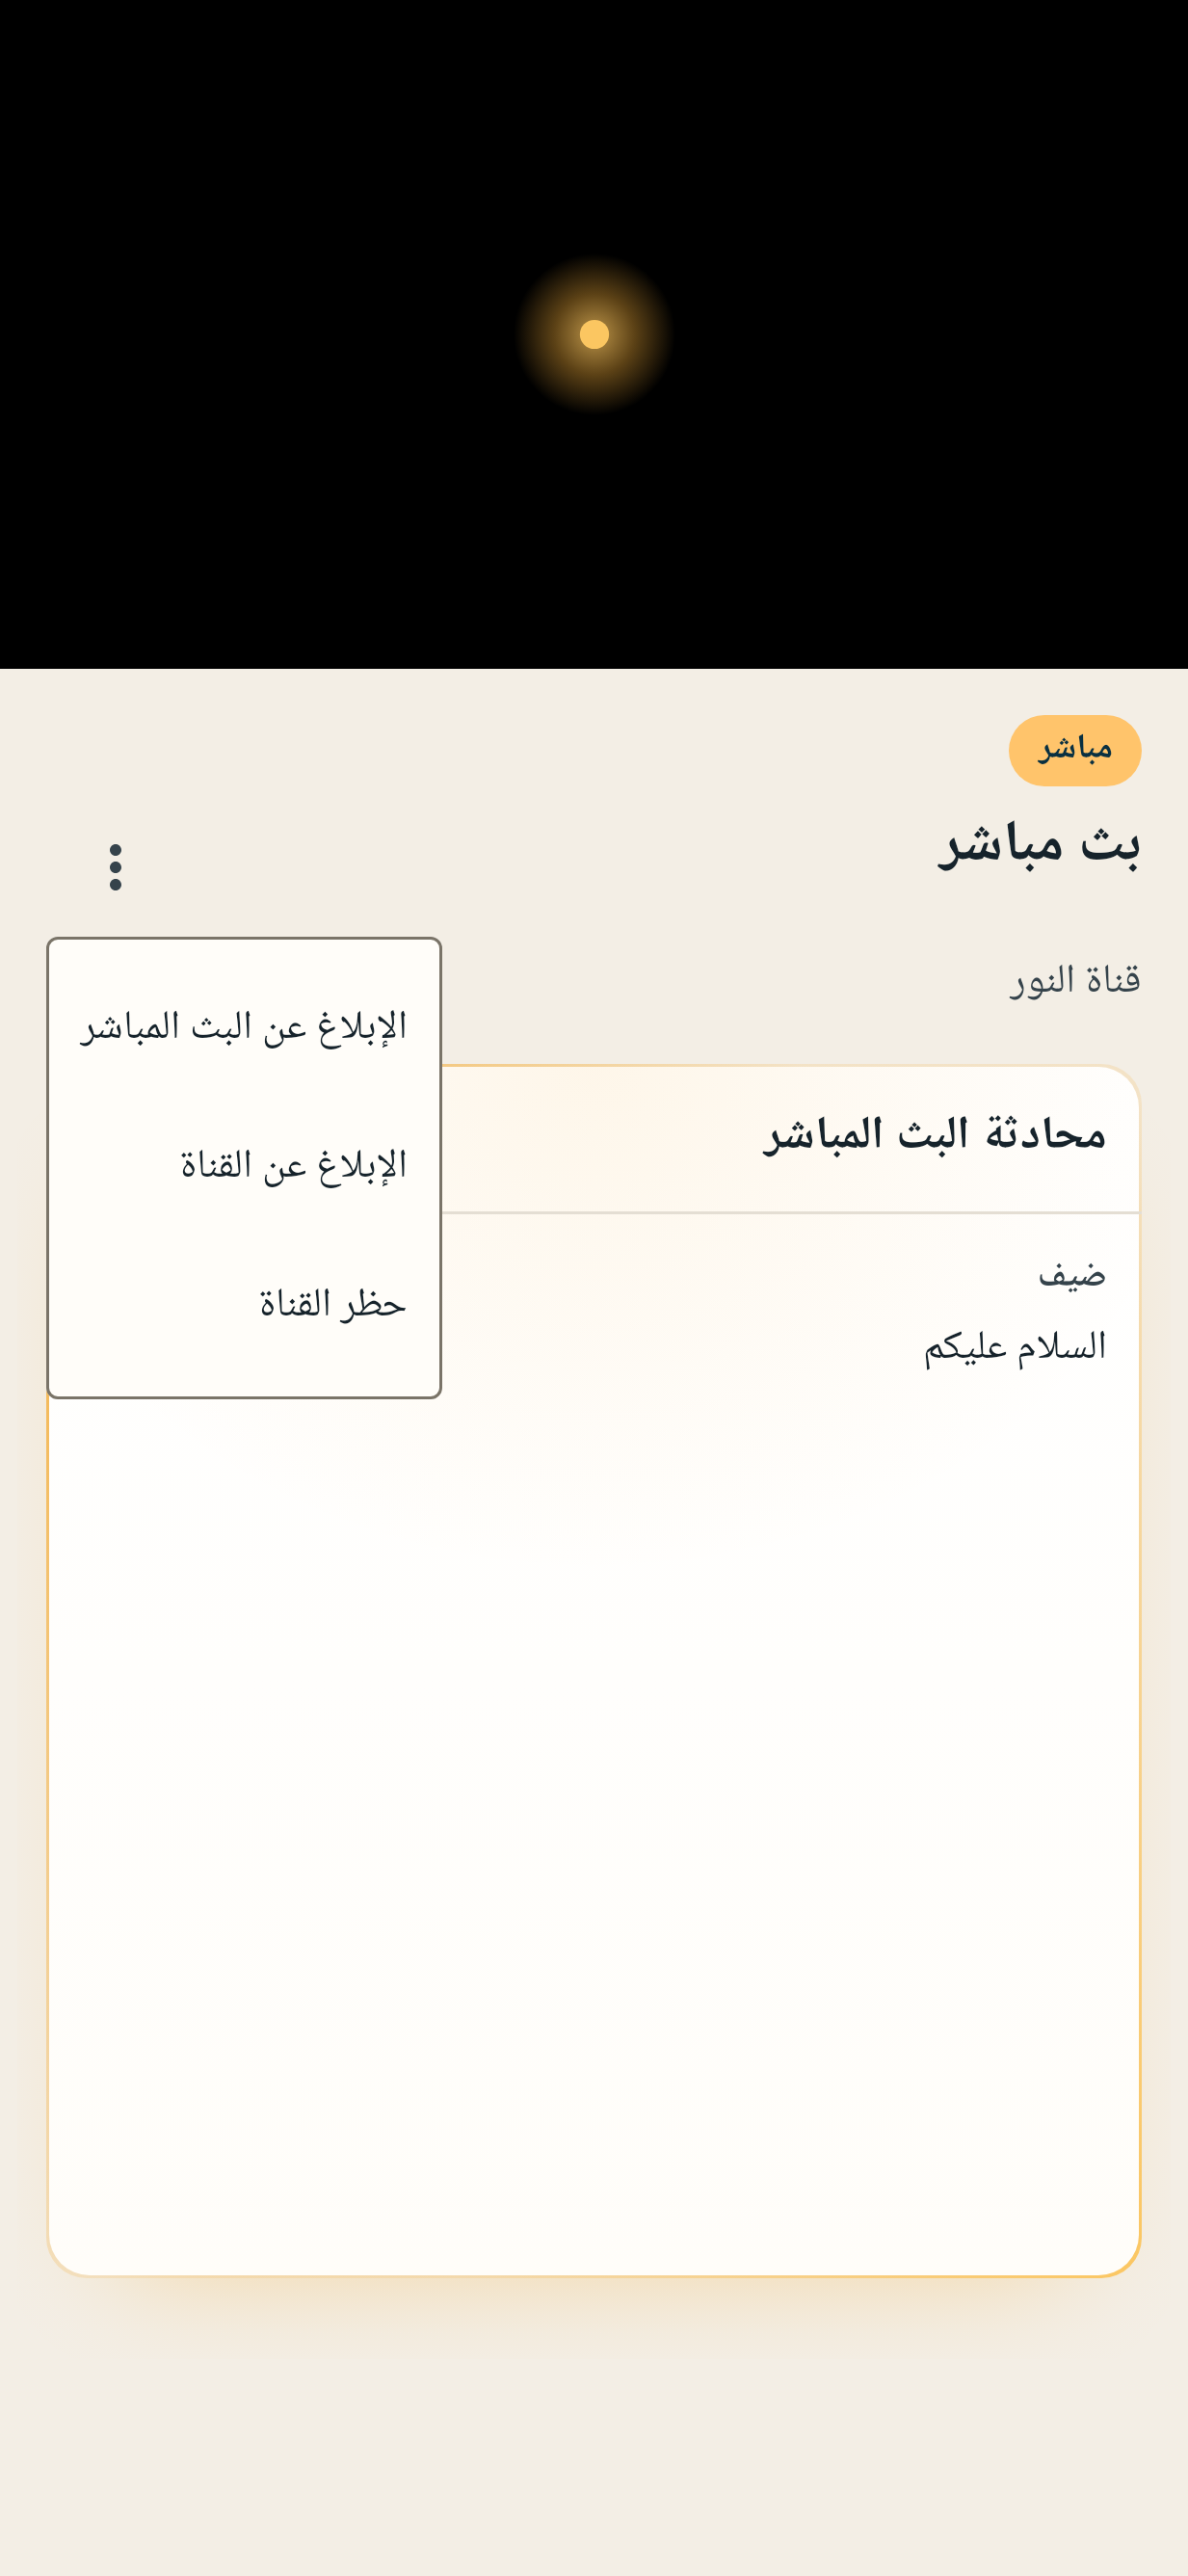 مباشر
بث مباشر
قناة النور
الإبلاغ عن البث المباشر
الإبلاغ عن القناة
حظر القناة
محادثة البث المباشر
ضيف
السلام عليكم